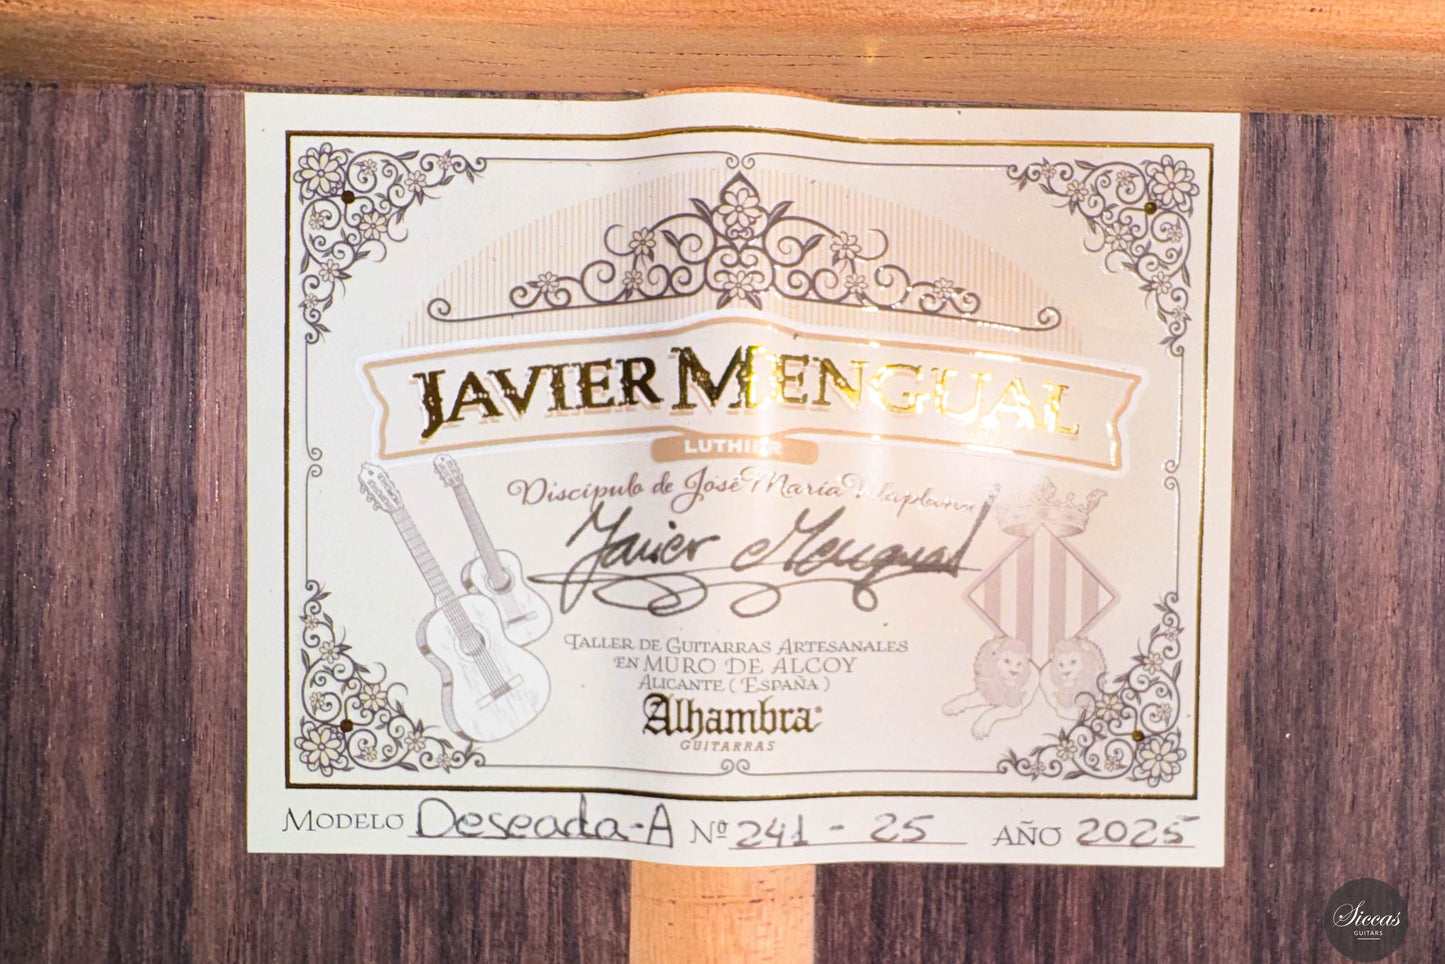 JAVIER MENGUAL
LUTHIER
Discípulo de José María Vilaplana
Javier Mengual
TALLER DE GUITARRAS ARTESANALES
EN MURO DE ALCOY
ALICANTE (ESPAÑA)
Alhambra®
GUITARRAS
MODELO Deseada-A Nº 241 - 25 AÑO 2025
Siccas
GUITARS